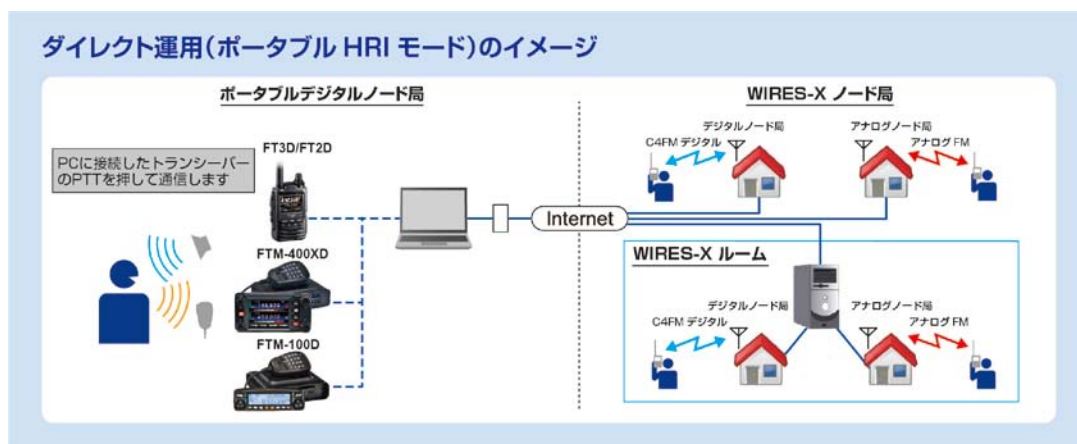 ダイレクト運用(ポータブル HRI モード)のイメージ
ポータブルデジタルノード局
PCに接続したトランシーバー
のPTTを押して通信します
FT3D/FT2D
FTM-400XD
FTM-100D
Internet
WIRES-X ノード局
デジタルノード局
C4FM デジタル
アナログノード局
アナログ FM
WIRES-X ルーム
デジタルノード局
C4FM デジタル
アナログノード局
アナログ FM